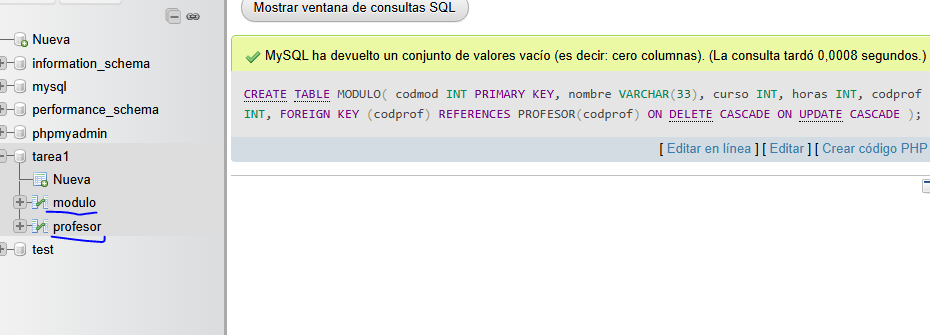 Mostrar ventana de consultas SQL
Nueva
information_schema
mysql
performance_schema
phpmyadmin
tarea1
Nueva
modulo
profesor
test
MySQL ha devuelto un conjunto de valores vacío (es decir: cero columnas). (La consulta tardó 0,0008 segundos.)
CREATE TABLE MODULO( codmod INT PRIMARY KEY, nombre VARCHAR(33), curso INT, horas INT, codprof
INT, FOREIGN KEY (codprof) REFERENCES PROFESOR(codprof) ON DELETE CASCADE ON UPDATE CASCADE );
[ Editar en línea ] [ Editar ] [ Crear código PHP